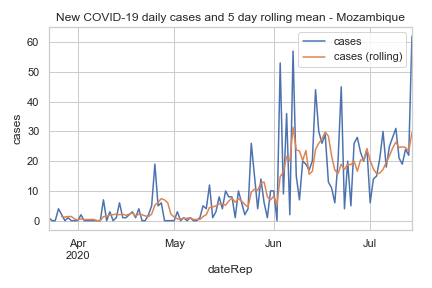 New COVID-19 daily cases and 5 day rolling mean - Mozambique
cases
cases (rolling)
60
50
40
30
20
10
0
cases
Apr
2020
May
Jun
Jul
dateRep